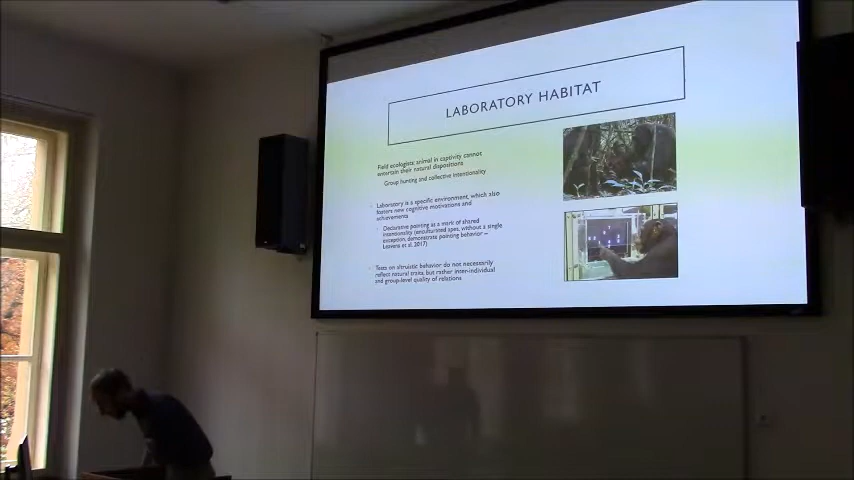 LABORATORY HABITAT
Field ecologists: animal in captivity cannot
entertain their natural dispositions
Group hunting and collective intentionality
Laboratory is a specific environment, which also
fosters new cognitive motivations and
achievements
Declarative pointing as a mark of shared
intentionality (enculturated apes, without a single
exception, demonstrate pointing behavior –
Leavens et al. 2017)
Tests on altruistic behavior do not necessarily
reflect natural traits, but rather inter-individual
and group-level quality of relations